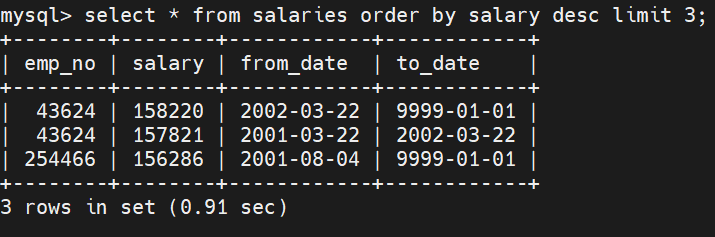 mysql> select * from salaries order by salary desc limit 3;
+--------+--------+------------+------------+
| emp_no | salary | from_date  | to_date    |
+--------+--------+------------+------------+
|  43624 | 158220 | 2002-03-22 | 9999-01-01 |
|  43624 | 157821 | 2001-03-22 | 2002-03-22 |
| 254466 | 156286 | 2001-08-04 | 9999-01-01 |
+--------+--------+------------+------------+
3 rows in set (0.91 sec)